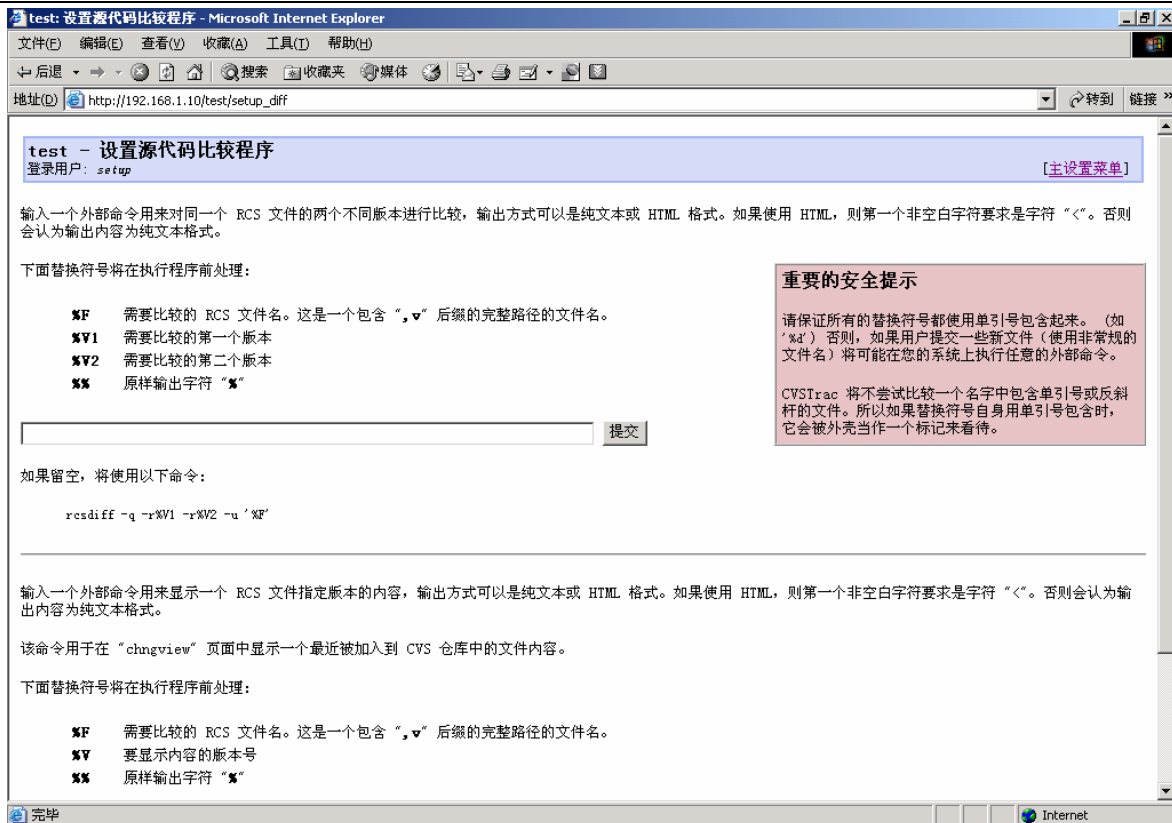 test: 设置源代码比较程序 - Microsoft Internet Explorer
文件(F) 编辑(E) 查看(V) 收藏(A) 工具(T) 帮助(H)
后退 搜索 收藏夹 媒体
地址(D) http://192.168.1.10/test/setup_diff 转到 链接 »
test - 设置源代码比较程序
登录用户: setup [主设置菜单]
输入一个外部命令用来对同一个 RCS 文件的两个不同版本进行比较，输出方式可以是纯文本或 HTML 格式。如果使用 HTML，则第一个非空白字符要求是字符 "<"。否则
会认为输出内容为纯文本格式。
下面替换符号将在执行程序前处理:
%F 需要比较的 RCS 文件名。这是一个包含 ",v" 后缀的完整路径的文件名。
%V1 需要比较的第一个版本
%V2 需要比较的第二个版本
%% 原样输出字符 "%"
重要的安全提示
请保证所有的替换符号都使用单引号包含起来。 (如
'%d') 否则，如果用户提交一些新文件（使用非常规的
文件名）将可能在您的系统上执行任意的外部命令。
CVSTrac 将不尝试比较一个名字中包含单引号或反斜
杆的文件。所以如果替换符号自身用单引号包含时，
它会被外壳当作一个标记来看待。
提交
如果留空，将使用以下命令:
rcsdiff -q -r%V1 -r%V2 -u '%F'
输入一个外部命令用来显示一个 RCS 文件指定版本的内容，输出方式可以是纯文本或 HTML 格式。如果使用 HTML，则第一个非空白字符要求是字符 "<"。否则会认为输
出内容为纯文本格式。
该命令用于在 "chngview" 页面中显示一个最近被加入到 CVS 仓库中的文件内容。
下面替换符号将在执行程序前处理:
%F 需要比较的 RCS 文件名。这是一个包含 ",v" 后缀的完整路径的文件名。
%V 要显示内容的版本号
%% 原样输出字符 "%"
完毕 Internet